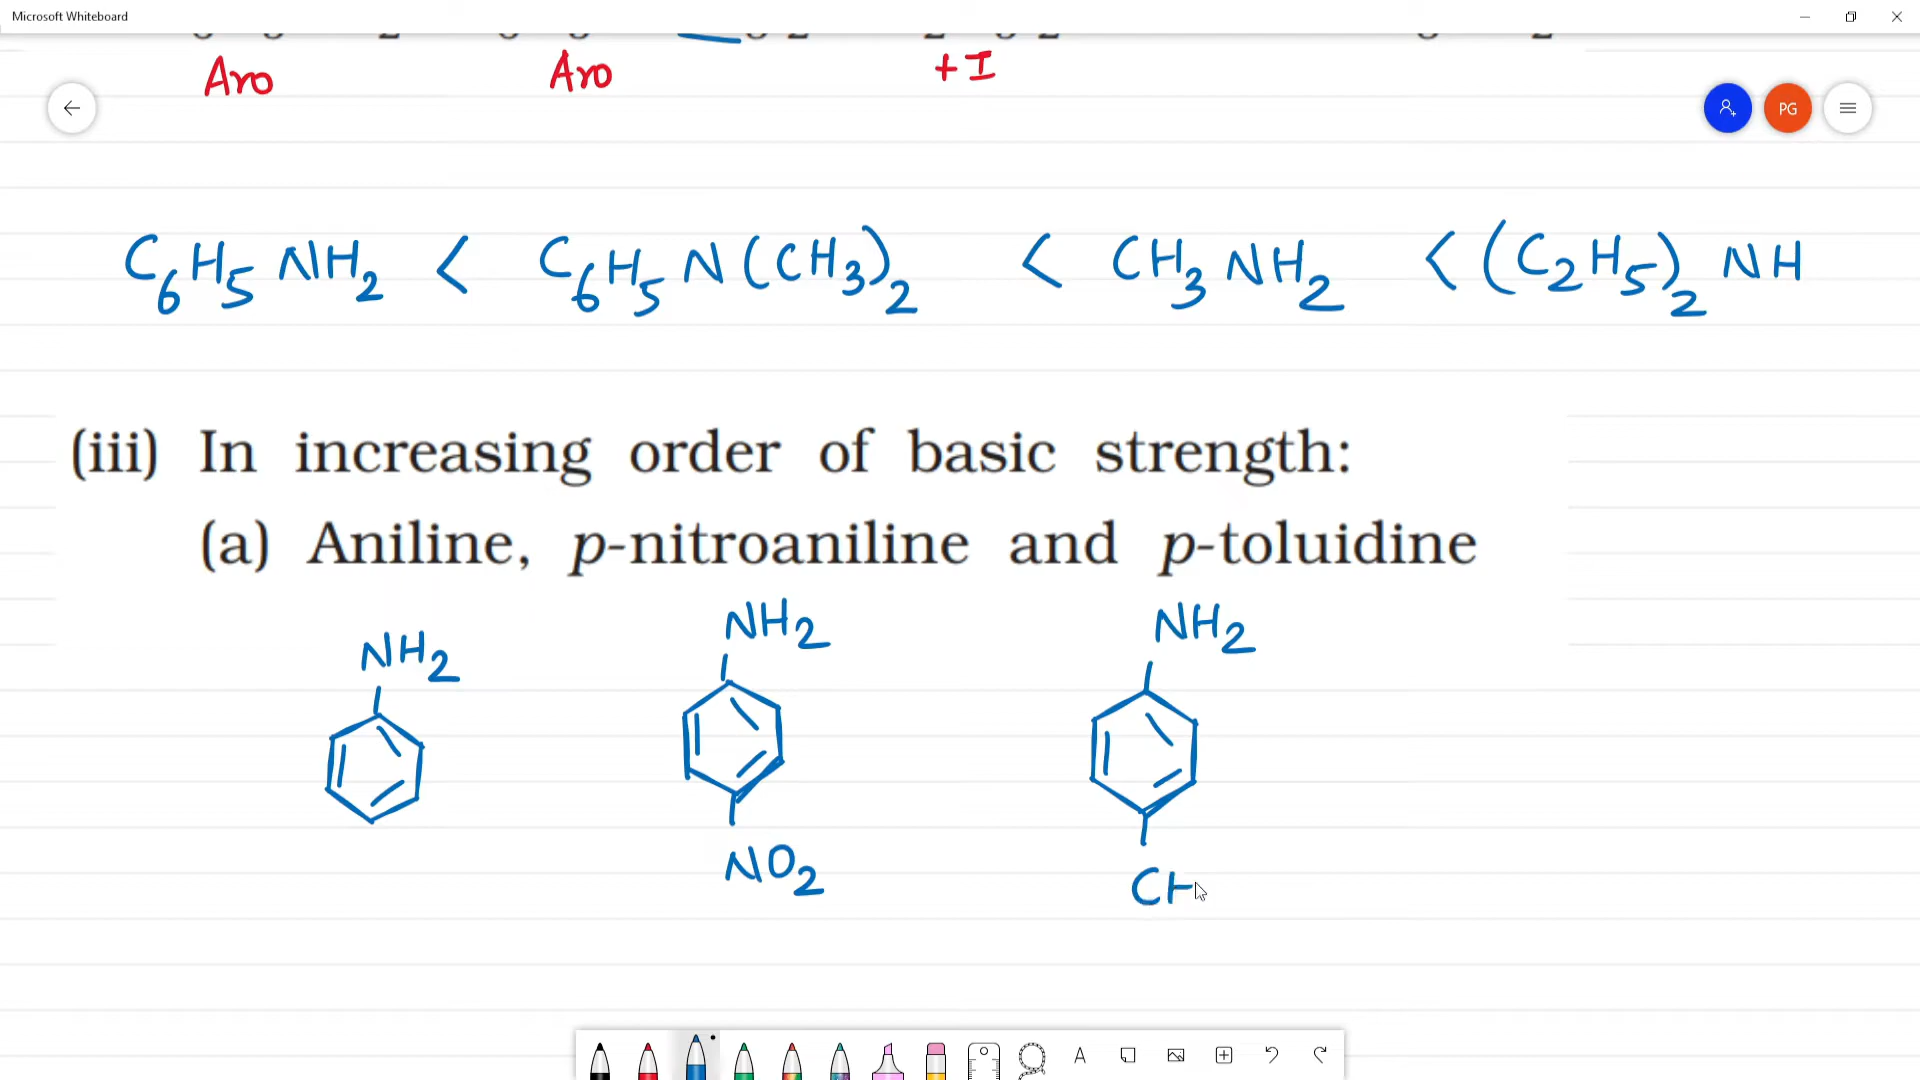 Microsoft Whiteboard
Aro Aro +I
PG
C6H5NH2 < C6H5N(CH3)2 < CH3NH2 < (C2H5)2NH
(iii) In increasing order of basic strength:
(a) Aniline, p-nitroaniline and p-toluidine
NH2 NH2 NH2
NO2 CH
A